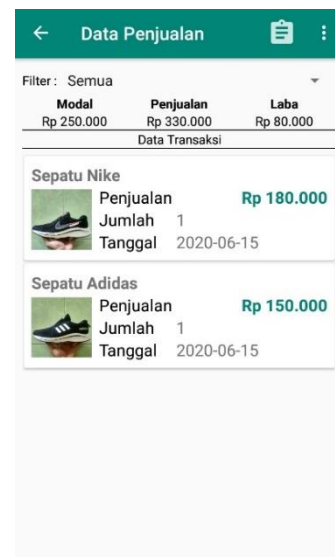 Data Penjualan
Filter : Semua
Modal Penjualan Laba
Rp 250.000 Rp 330.000 Rp 80.000
Data Transaksi
Sepatu Nike
Penjualan Rp 180.000
Jumlah 1
Tanggal 2020-06-15
Sepatu Adidas
Penjualan Rp 150.000
Jumlah 1
Tanggal 2020-06-15